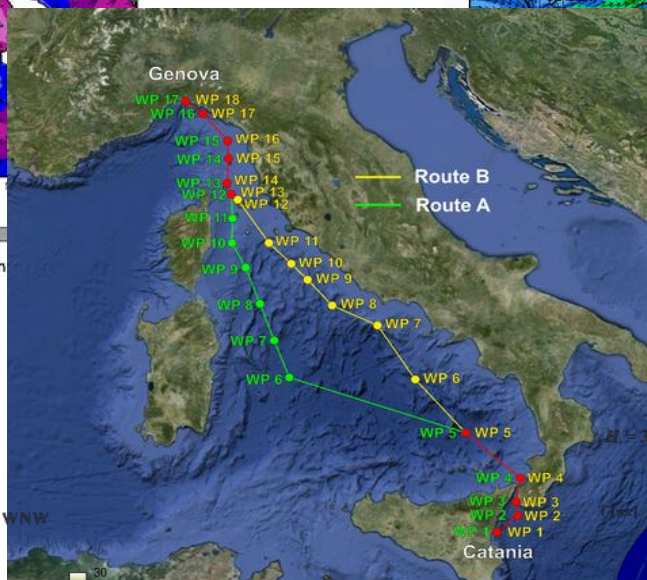 Genova
WP 17 WP 18
WP 16 WP 17
WP 15 WP 16
WP 14 WP 15
WP 13 WP 14
WP 12 WP 13
WP 12
WP 11
WP 10 WP 11
WP 9 WP 10
WP 9
WP 8 WP 8
WP 7 WP 7
WP 6 WP 6
WP 5 WP 5
WP 4 WP 4
WP 3 WP 3
WP 2 WP 2
WP 1 WP 1
Catania
Route B
Route A
WNW
30